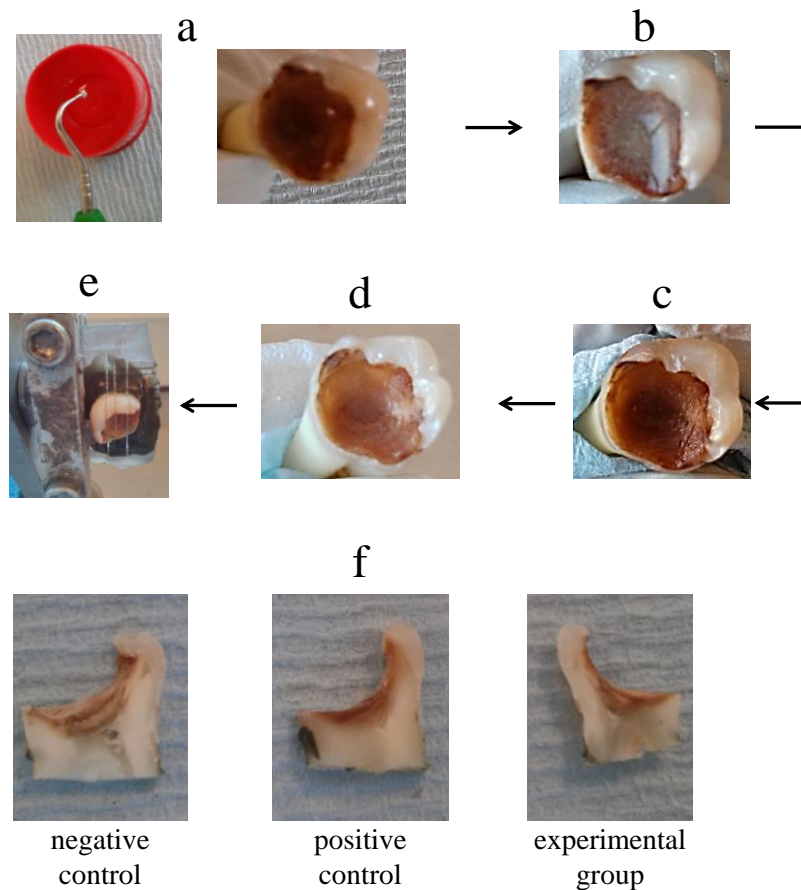 a
b
e
d
c
f
negative
control
positive
control
experimental
group